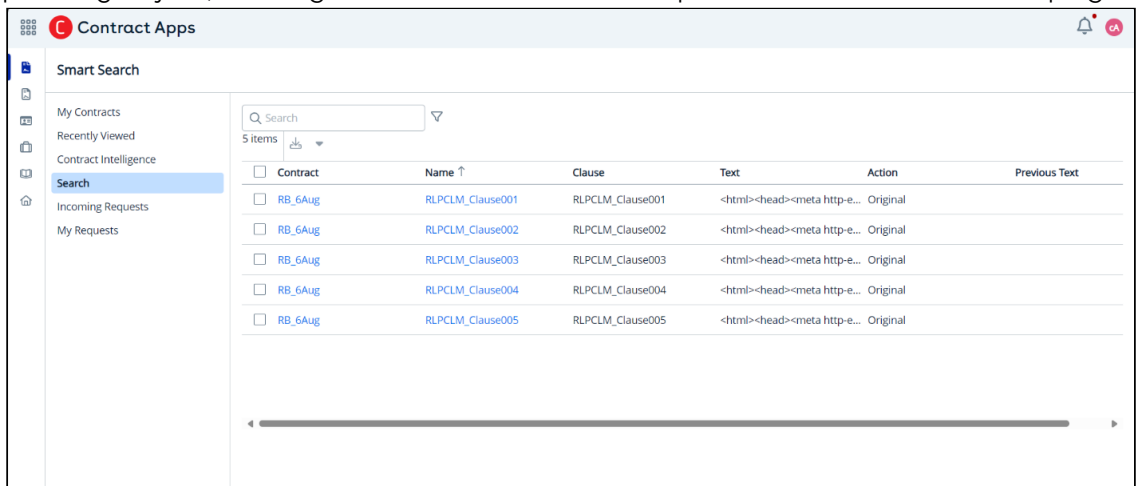 Contract Apps
cA
Smart Search
My Contracts
Recently Viewed
Contract Intelligence
Search
Incoming Requests
My Requests
Search
5 items
Contract Name ↑ Clause Text Action Previous Text
RB_6Aug RLPCLM_Clause001 RLPCLM_Clause001 <html><head><meta http-e... Original
RB_6Aug RLPCLM_Clause002 RLPCLM_Clause002 <html><head><meta http-e... Original
RB_6Aug RLPCLM_Clause003 RLPCLM_Clause003 <html><head><meta http-e... Original
RB_6Aug RLPCLM_Clause004 RLPCLM_Clause004 <html><head><meta http-e... Original
RB_6Aug RLPCLM_Clause005 RLPCLM_Clause005 <html><head><meta http-e... Original